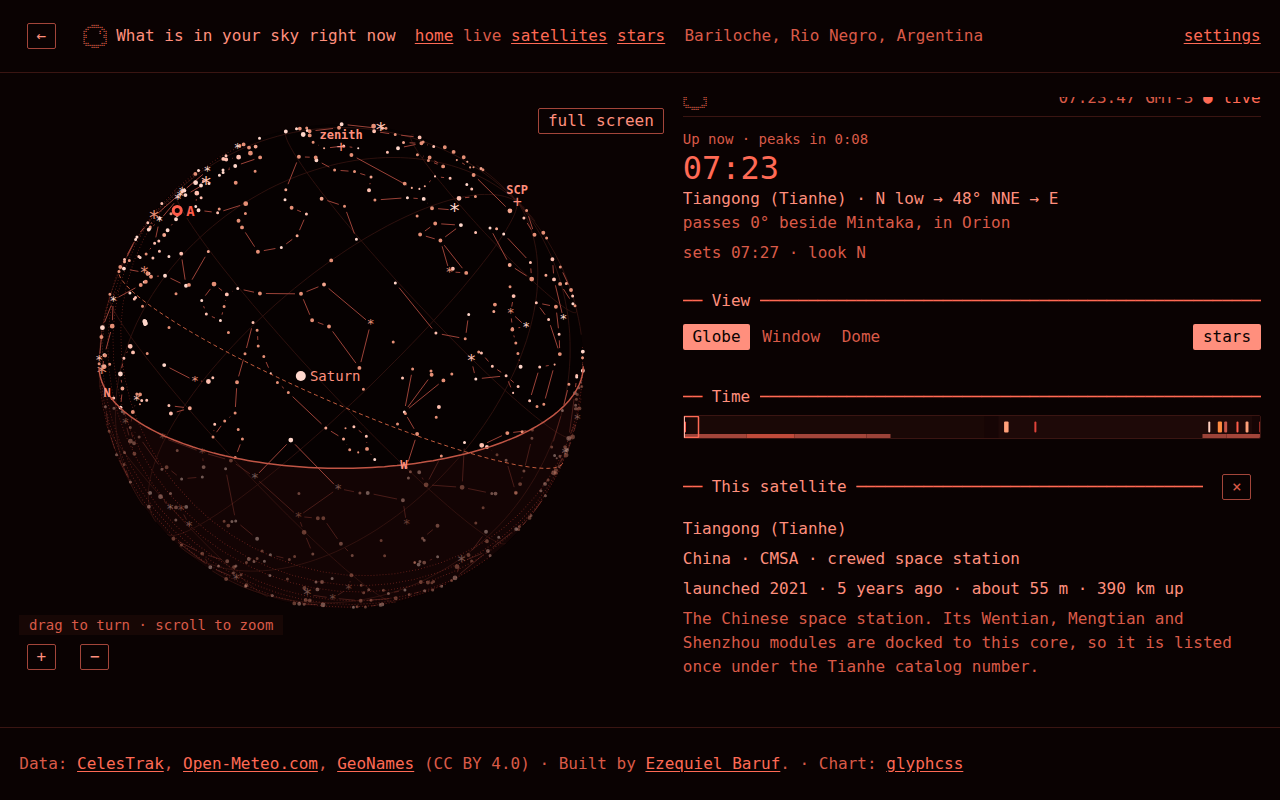 ← What is in your sky right now home live satellites stars Bariloche, Rio Negro, Argentina settings
full screen
07:23:47 GMT-3 ● live
zenith
SCP
A
Saturn
N
W
drag to turn · scroll to zoom
+ −
Up now · peaks in 0:08
07:23
Tiangong (Tianhe) · N low → 48° NNE → E
passes 0° beside Mintaka, in Orion
sets 07:27 · look N
View
Globe Window Dome stars
Time
This satellite ×
Tiangong (Tianhe)
China · CMSA · crewed space station
launched 2021 · 5 years ago · about 55 m · 390 km up
The Chinese space station. Its Wentian, Mengtian and
Shenzhou modules are docked to this core, so it is listed
once under the Tianhe catalog number.
Data: CelesTrak, Open-Meteo.com, GeoNames (CC BY 4.0) · Built by Ezequiel Baruf. · Chart: glyphcss